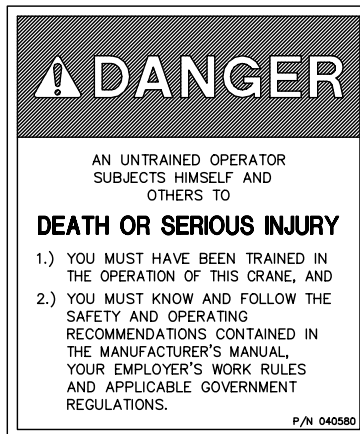 DANGER
AN UNTRAINED OPERATOR
SUBJECTS HIMSELF AND
OTHERS TO
DEATH OR SERIOUS INJURY
1.) YOU MUST HAVE BEEN TRAINED IN
THE OPERATION OF THIS CRANE, AND
2.) YOU MUST KNOW AND FOLLOW THE
SAFETY AND OPERATING
RECOMMENDATIONS CONTAINED IN
THE MANUFACTURER'S MANUAL,
YOUR EMPLOYER'S WORK RULES
AND APPLICABLE GOVERNMENT
REGULATIONS.
P/N 040580